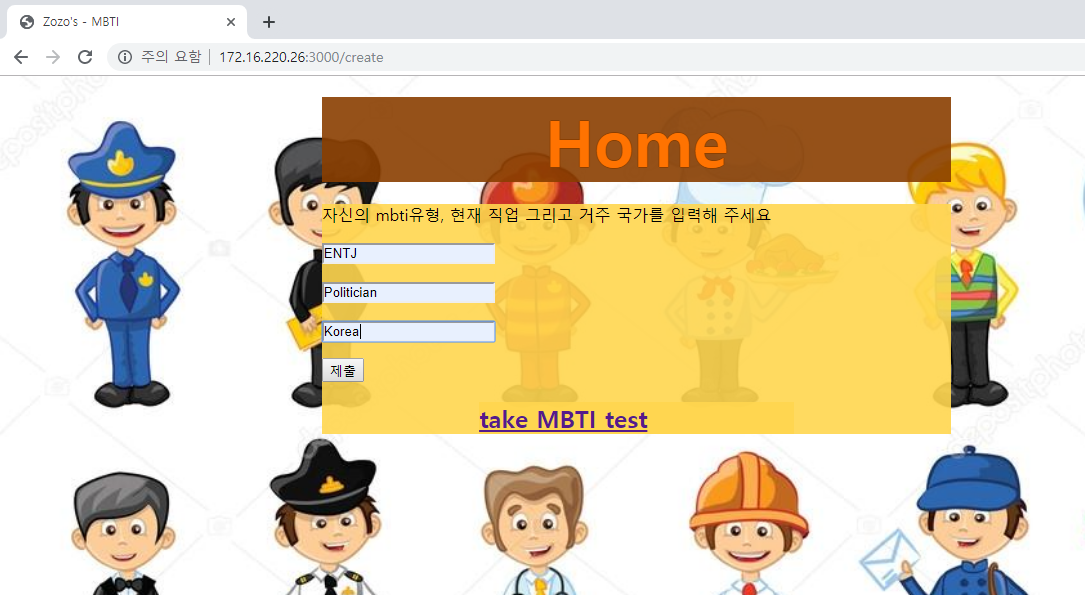 Zozo's - MBTI
주의 요함 | 172.16.220.26:3000/create
Home
자신의 mbti유형, 현재 직업 그리고 거주 국가를 입력해 주세요
ENTJ
Politician
Korea
제출
take MBTI test
depositphotos